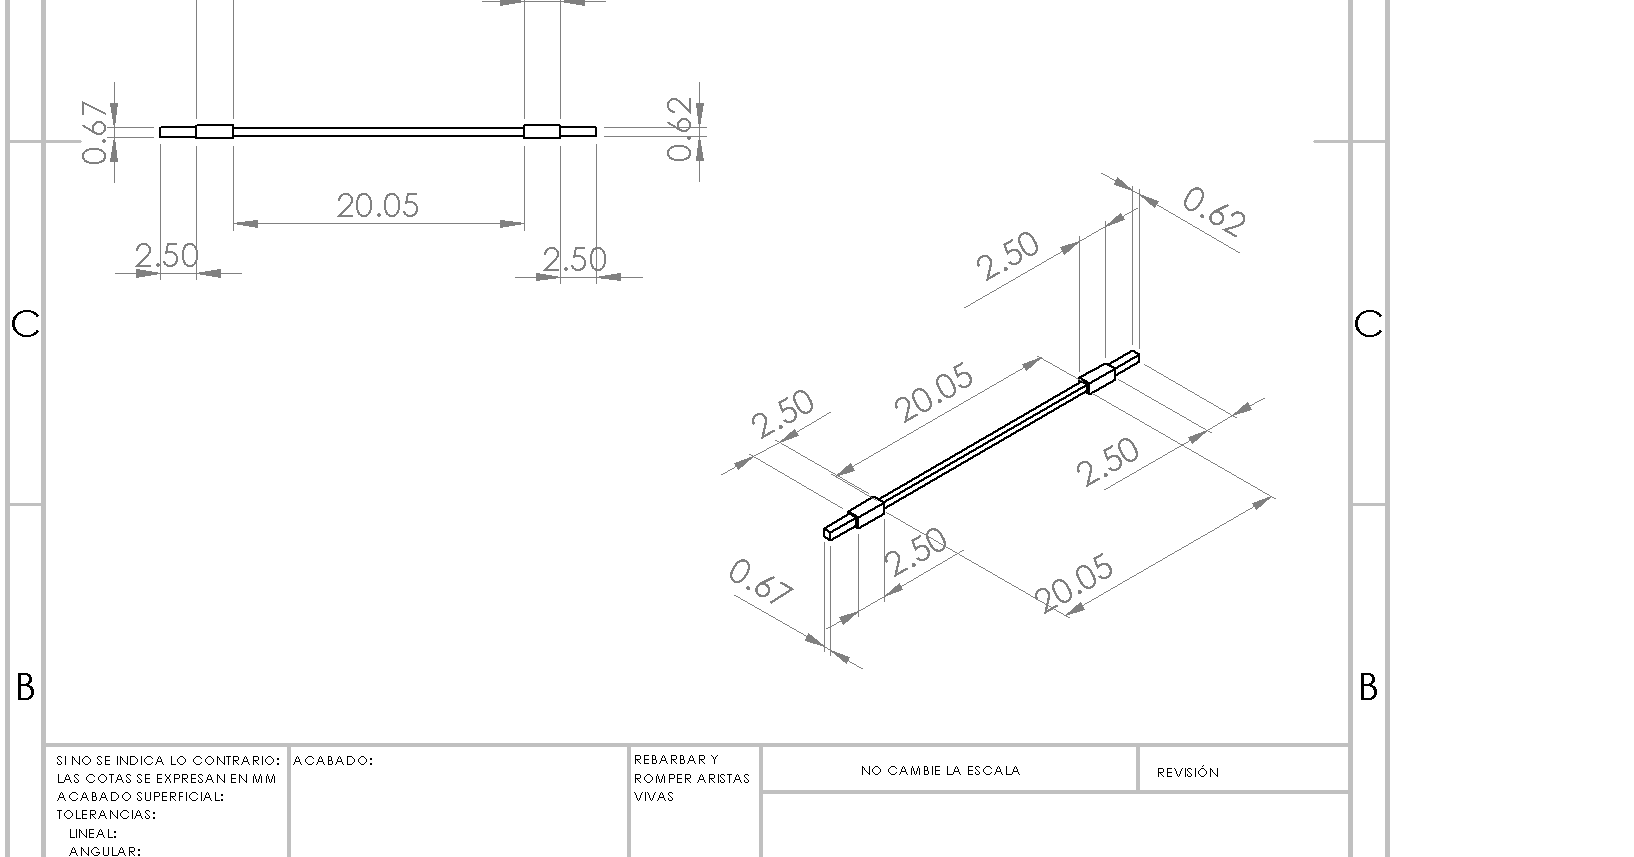 0.67
0.62
20.05
2.50
2.50
0.62
2.50
C
C
20.05
2.50
2.50
2.50
0.67
20.05
B
B
SI NO SE INDICA LO CONTRARIO:
LAS COTAS SE EXPRESAN EN MM
ACABADO SUPERFICIAL:
TOLERANCIAS:
LINEAL:
ANGULAR:
ACABADO:
REBARBAR Y
ROMPER ARISTAS
VIVAS
NO CAMBIE LA ESCALA
REVISIÓN